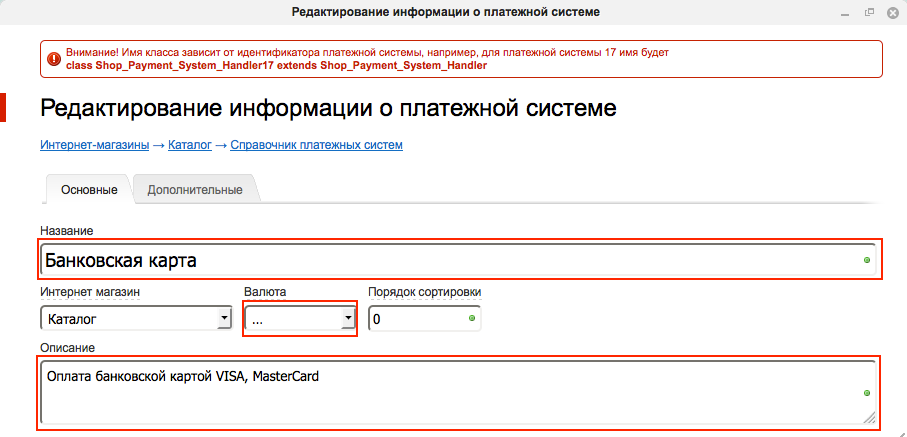 Редактирование информации о платежной системе
Внимание! Имя класса зависит от идентификатора платежной системы, например, для платежной системы 17 имя будет
class Shop_Payment_System_Handler17 extends Shop_Payment_System_Handler
Редактирование информации о платежной системе
Интернет-магазины → Каталог → Справочник платежных систем
Основные Дополнительные
Название
Банковская карта
Интернет магазин Валюта Порядок сортировки
Каталог ... 0
Описание
Оплата банковской картой VISA, MasterCard